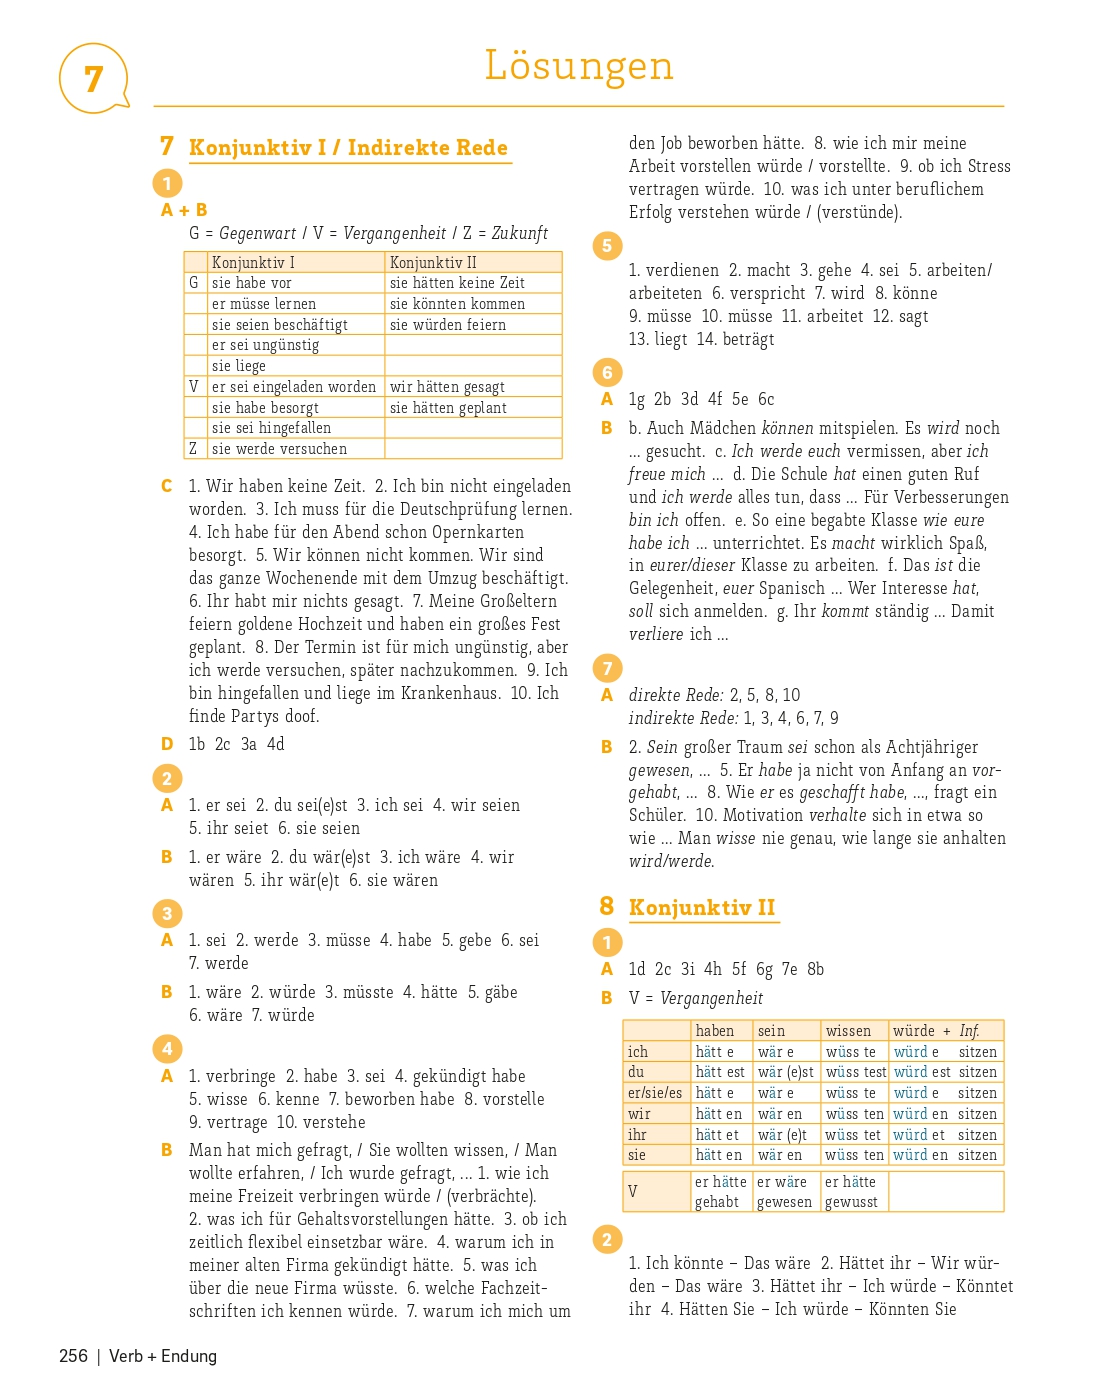 7
Lösungen
7 Konjunktiv I / Indirekte Rede
1
A + B
G = Gegenwart / V = Vergangenheit / Z = Zukunft
Konjunktiv I Konjunktiv II
G sie habe vor sie hätten keine Zeit
er müsse lernen sie könnten kommen
sie seien beschäftigt sie würden feiern
er sei ungünstig
sie liege
V er sei eingeladen worden wir hätten gesagt
sie habe besorgt sie hätten geplant
sie sei hingefallen
Z sie werde versuchen
C 1. Wir haben keine Zeit. 2. Ich bin nicht eingeladen
worden. 3. Ich muss für die Deutschprüfung lernen.
4. Ich habe für den Abend schon Opernkarten
besorgt. 5. Wir können nicht kommen. Wir sind
das ganze Wochenende mit dem Umzug beschäftigt.
6. Ihr habt mir nichts gesagt. 7. Meine Großeltern
feiern goldene Hochzeit und haben ein großes Fest
geplant. 8. Der Termin ist für mich ungünstig, aber
ich werde versuchen, später nachzukommen. 9. Ich
bin hingefallen und liege im Krankenhaus. 10. Ich
finde Partys doof.
D 1b 2c 3a 4d
2
A 1. er sei 2. du sei(e)st 3. ich sei 4. wir seien
5. ihr seiet 6. sie seien
B 1. er wäre 2. du wär(e)st 3. ich wäre 4. wir
wären 5. ihr wär(e)t 6. sie wären
3
A 1. sei 2. werde 3. müsse 4. habe 5. gebe 6. sei
7. werde
B 1. wäre 2. würde 3. müsste 4. hätte 5. gäbe
6. wäre 7. würde
4
A 1. verbringe 2. habe 3. sei 4. gekündigt habe
5. wisse 6. kenne 7. beworben habe 8. vorstelle
9. vertrage 10. verstehe
B Man hat mich gefragt, / Sie wollten wissen, / Man
wollte erfahren, / Ich wurde gefragt, ... 1. wie ich
meine Freizeit verbringen würde / (verbrächte).
2. was ich für Gehaltsvorstellungen hätte. 3. ob ich
zeitlich flexibel einsetzbar wäre. 4. warum ich in
meiner alten Firma gekündigt hätte. 5. was ich
über die neue Firma wüsste. 6. welche Fachzeit-
schriften ich kennen würde. 7. warum ich mich um
den Job beworben hätte. 8. wie ich mir meine
Arbeit vorstellen würde / vorstellte. 9. ob ich Stress
vertragen würde. 10. was ich unter beruflichem
Erfolg verstehen würde / (verstünde).
5
1. verdienen 2. macht 3. gehe 4. sei 5. arbeiten/
arbeiteten 6. verspricht 7. wird 8. könne
9. müsse 10. müsse 11. arbeitet 12. sagt
13. liegt 14. beträgt
6
A 1g 2b 3d 4f 5e 6c
B b. Auch Mädchen können mitspielen. Es wird noch
... gesucht. c. Ich werde euch vermissen, aber ich
freue mich ... d. Die Schule hat einen guten Ruf
und ich werde alles tun, dass ... Für Verbesserungen
bin ich offen. e. So eine begabte Klasse wie eure
habe ich ... unterrichtet. Es macht wirklich Spaß,
in eurer/dieser Klasse zu arbeiten. f. Das ist die
Gelegenheit, euer Spanisch ... Wer Interesse hat,
soll sich anmelden. g. Ihr kommt ständig ... Damit
verliere ich ...
7
A direkte Rede: 2, 5, 8, 10
indirekte Rede: 1, 3, 4, 6, 7, 9
B 2. Sein großer Traum sei schon als Achtjähriger
gewesen, ... 5. Er habe ja nicht von Anfang an vor-
gehabt, ... 8. Wie er es geschafft habe, ..., fragt ein
Schüler. 10. Motivation verhalte sich in etwa so
wie ... Man wisse nie genau, wie lange sie anhalten
wird/werde.
8 Konjunktiv II
1
A 1d 2c 3i 4h 5f 6g 7e 8b
B V = Vergangenheit
haben sein wissen würde + Inf.
ich hätt e wär e wüss te würd e sitzen
du hätt est wär (e)st wüss test würd est sitzen
er/sie/es hätt e wär e wüss te würd e sitzen
wir hätt en wär en wüss ten würd en sitzen
ihr hätt et wär (e)t wüss tet würd et sitzen
sie hätt en wär en wüss ten würd en sitzen
V er hätte gehabt er wäre gewesen er hätte gewusst
2
1. Ich könnte – Das wäre 2. Hättet ihr – Wir wür-
den – Das wäre 3. Hättet ihr – Ich würde – Könntet
ihr 4. Hätten Sie – Ich würde – Könnten Sie
256 | Verb + Endung